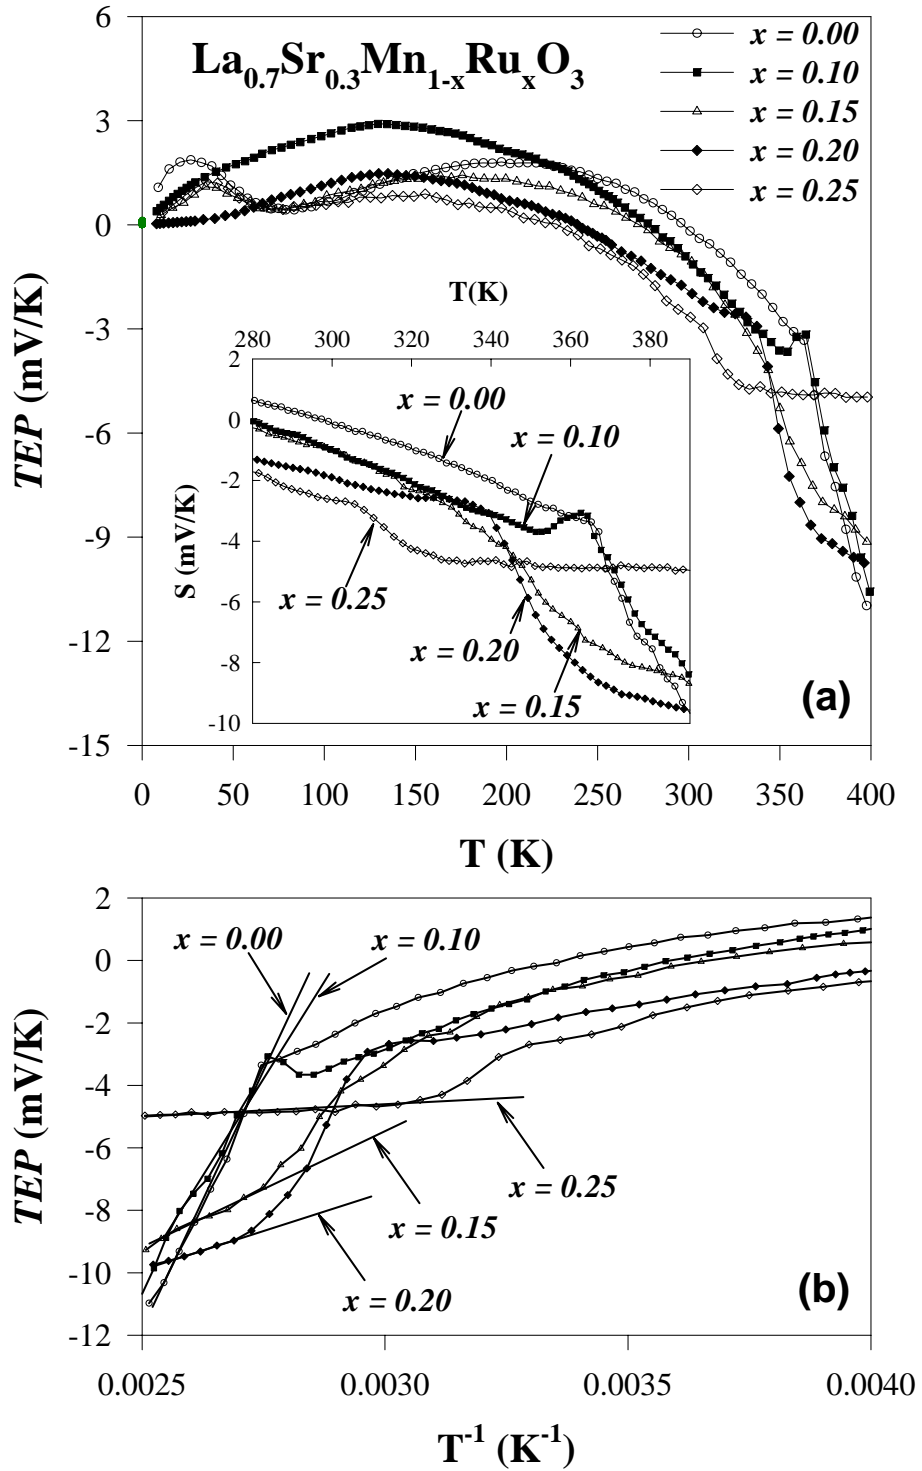 La0.7Sr0.3Mn1-xRuxO3
x = 0.00
x = 0.10
x = 0.15
x = 0.20
x = 0.25
6
3
0
-3
-6
-9
-12
-15
TEP (mV/K)
T(K)
280 300 320 340 360 380
2
0
-2
-4
-6
-8
-10
S (mV/K)
x = 0.00
x = 0.10
x = 0.25
x = 0.20
x = 0.15
(a)
0 50 100 150 200 250 300 350 400
T (K)
2
0
-2
-4
-6
-8
-10
-12
TEP (mV/K)
x = 0.00
x = 0.10
x = 0.25
x = 0.15
x = 0.20
(b)
0.0025 0.0030 0.0035 0.0040
T-1 (K-1)